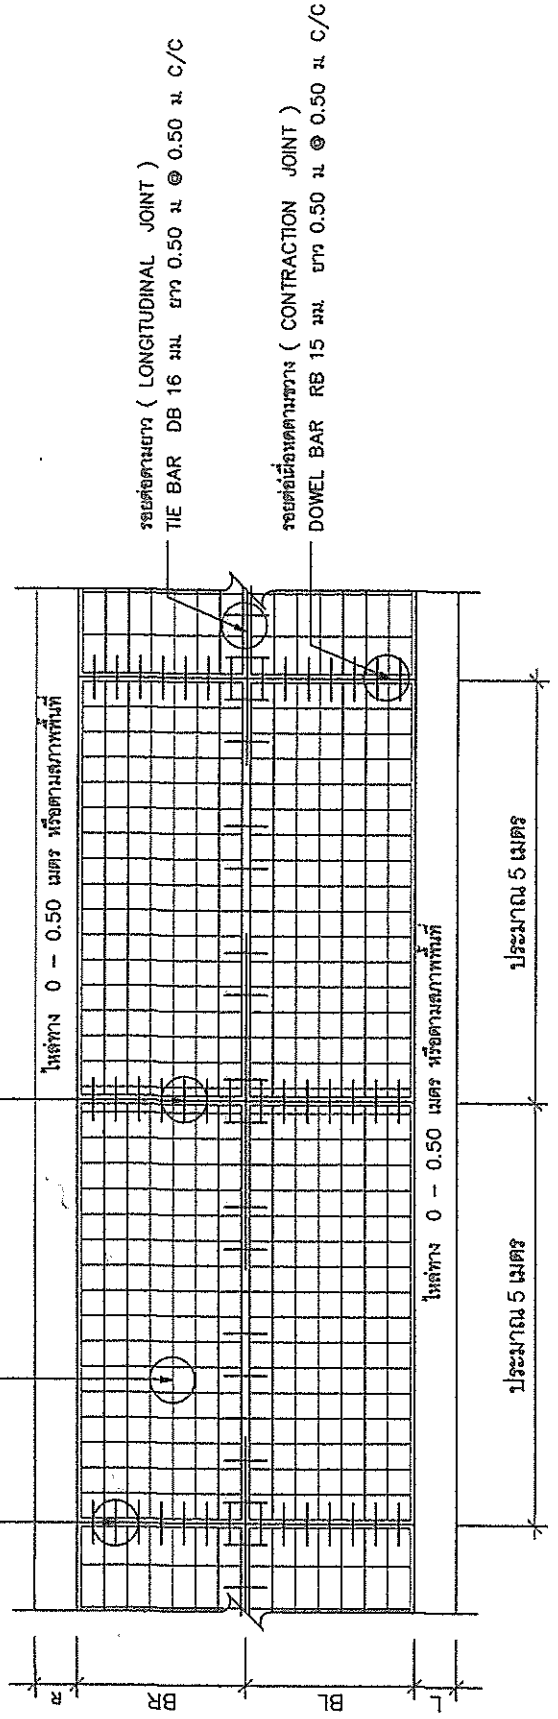 รอยต่อตามยาว ( LONGITUDINAL JOINT )
TIE BAR DB 16 มม. ยาว 0.50 ม. @ 0.50 ม. C/C
รอยต่อเผื่อหดตามขวาง ( CONTRACTION JOINT )
DOWEL BAR RB 15 มม. ยาว 0.50 ม. @ 0.50 ม. C/C
ไหล่ทาง 0 - 0.50 เมตร หรือตามสภาพพื้นที่
ไหล่ทาง 0 - 0.50 เมตร หรือตามสภาพพื้นที่
ประมาณ 5 เมตร
ประมาณ 5 เมตร
R
BR
BL
L